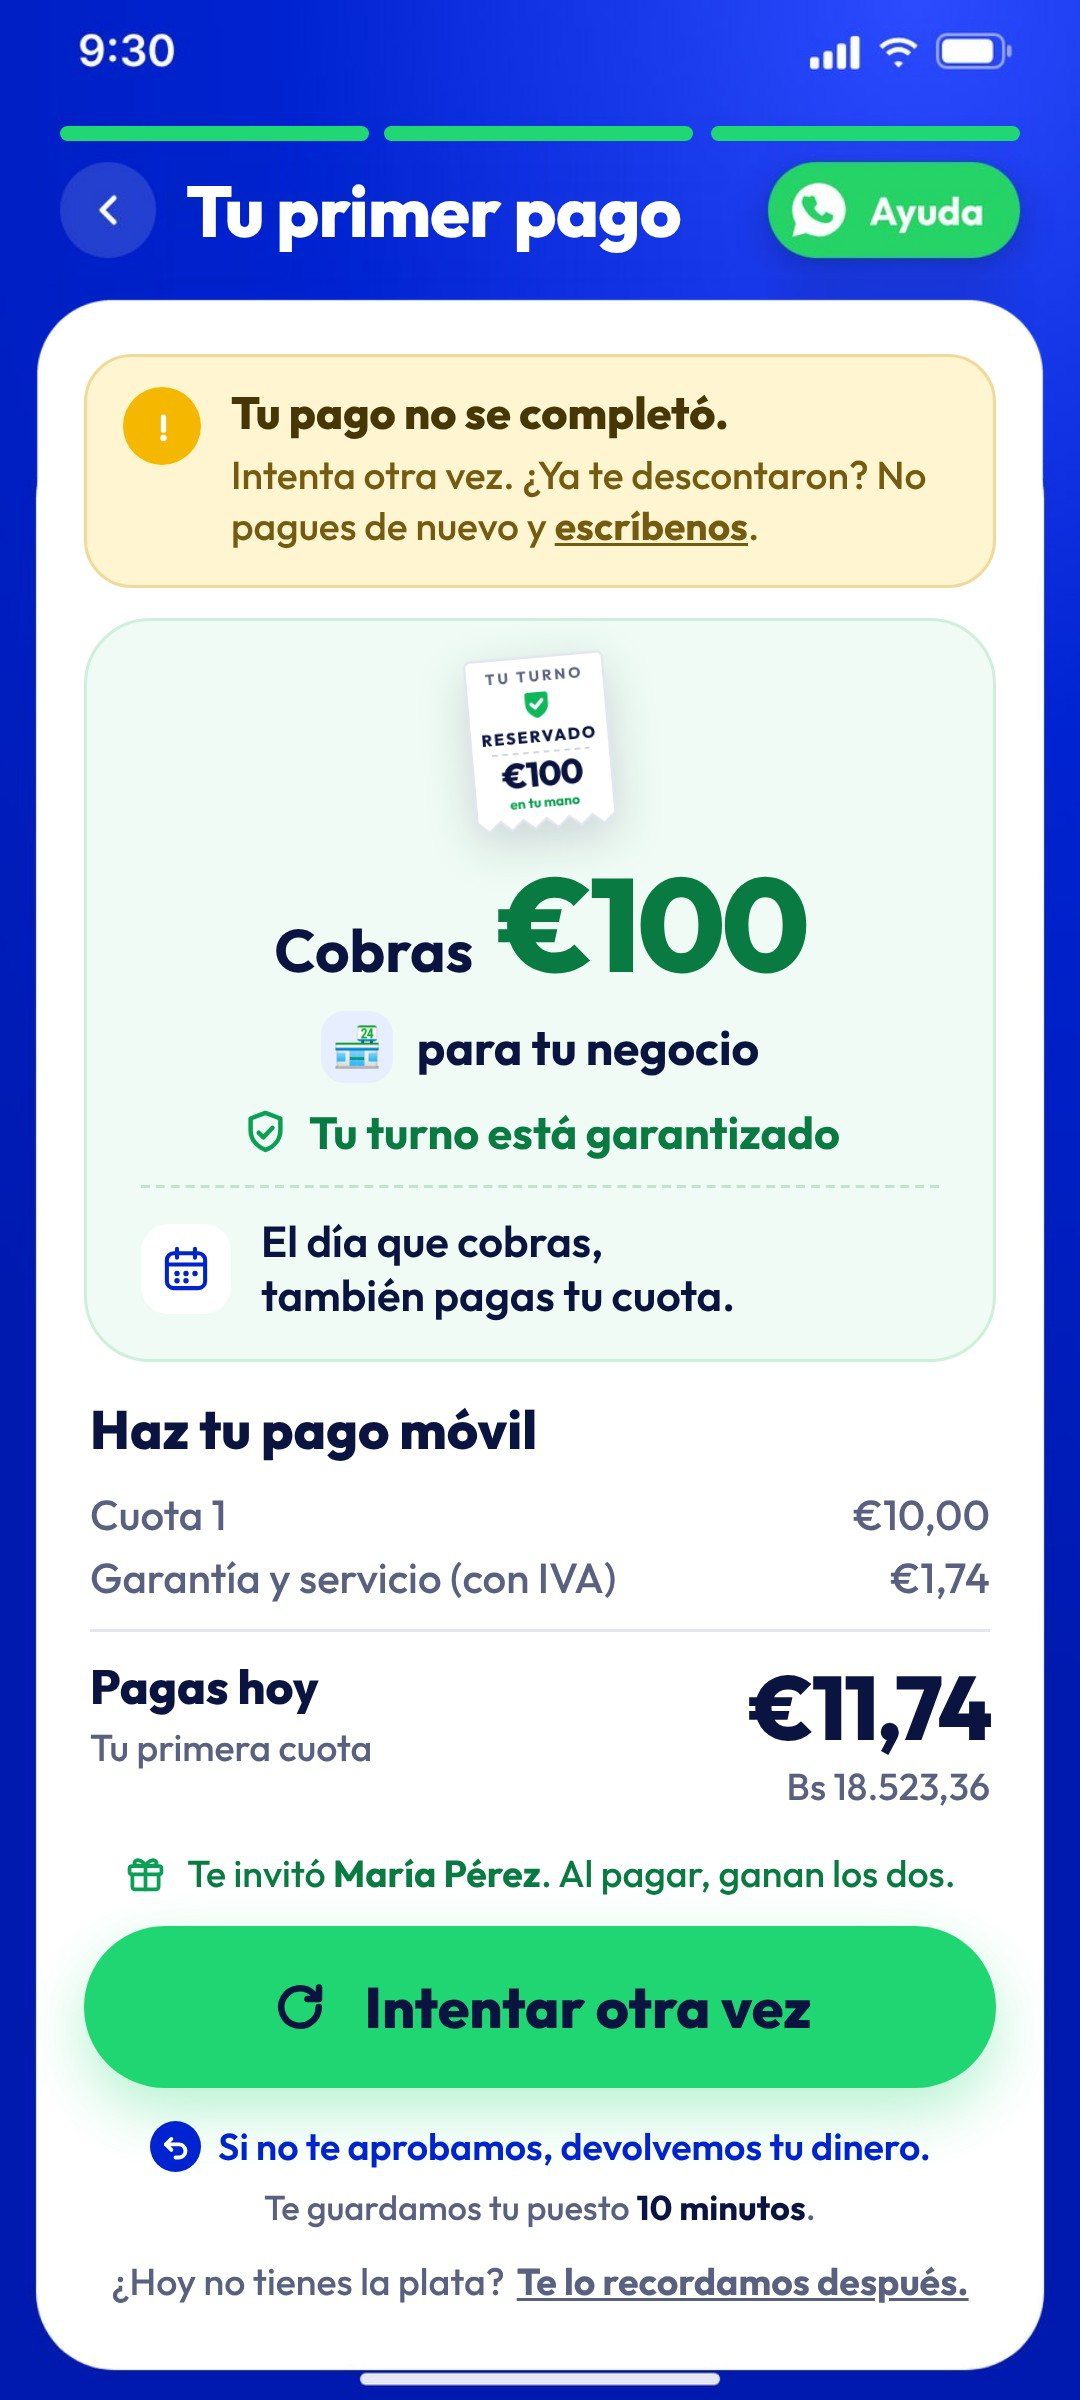 9:30
Tu primer pago
Ayuda
Tu pago no se completó.
Intenta otra vez. ¿Ya te descontaron? No
pagues de nuevo y escríbenos.
TU TURNO
RESERVADO
€100
en tu mano
Cobras €100
24
para tu negocio
Tu turno está garantizado
El día que cobras,
también pagas tu cuota.
Haz tu pago móvil
Cuota 1 €10,00
Garantía y servicio (con IVA) €1,74
Pagas hoy €11,74
Tu primera cuota
Bs 18.523,36
Te invitó María Pérez. Al pagar, ganan los dos.
Intentar otra vez
Si no te aprobamos, devolvemos tu dinero.
Te guardamos tu puesto 10 minutos.
¿Hoy no tienes la plata? Te lo recordamos después.